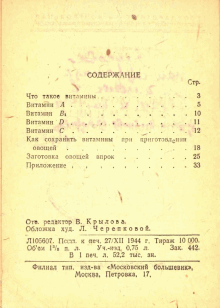 СОДЕРЖАНИЕ
Стр.
Что такое витамины 3
Витамин А 5
Витамин B₁ 10
Витамин D 11
Витамин С 12
Как сохранить витамины при приготовлении
овощей 18
Заготовка овощей впрок 25
Приложение 33
Отв. редактор В. Крылова.
Обложка худ. Л. Черепковой.
Л105607. Подп. к печ. 27/XII 1944 г. Тираж 10 000.
Об'ем 1⅛ п. л. Уч.-изд. 0,75 л. Зак. 442.
В 1 печ. л. 52,2 тыс. зн.
Филиал тип. изд-ва «Московский большевик»,
Москва, Петровка, 17.